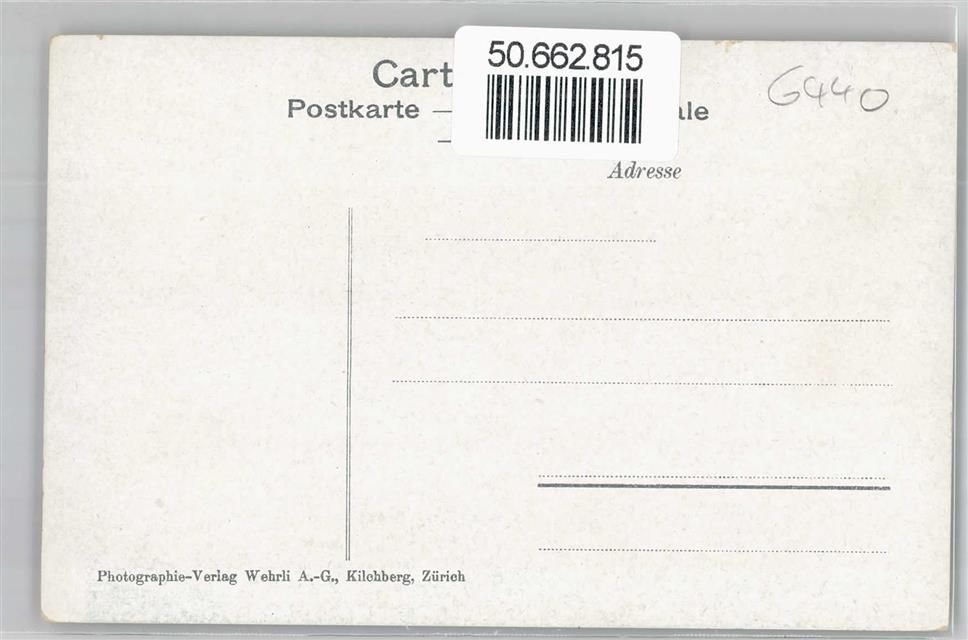 50.662.815
Cart
G440
Postkarte — ale
Adresse
Photographie-Verlag Wehrli A.-G., Kilchberg, Zürich